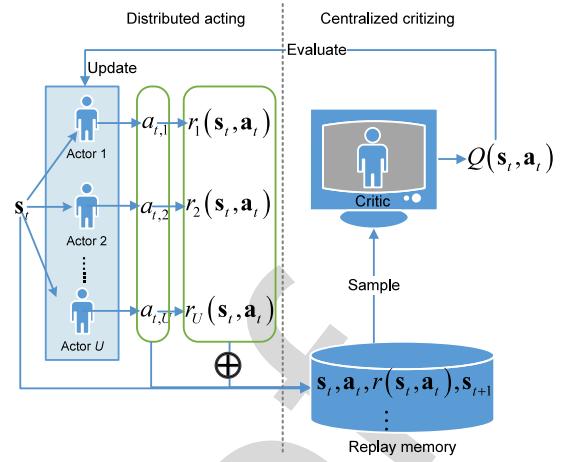 Distributed acting
Centralized critizing
Evaluate
Update
Actor 1
a_{t,1}
r_1(s_t, a_t)
s_t
Actor 2
a_{t,2}
r_2(s_t, a_t)
Actor U
a_{t,U}
r_U(s_t, a_t)
Critic
Q(s_t, a_t)
Sample
s_t, a_t, r(s_t, a_t), s_{t+1}
Replay memory